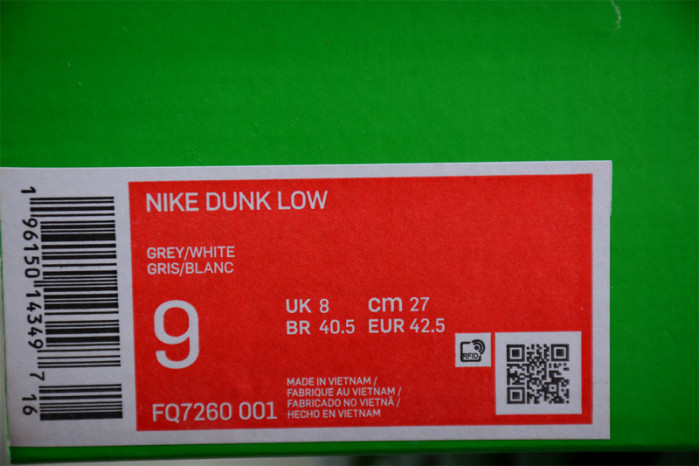 NIKE DUNK LOW
GREY/WHITE
GRIS/BLANC
9
UK 8 cm 27
BR 40.5 EUR 42.5
RFID
FQ7260 001
MADE IN VIETNAM /
FABRIQUE AU VIETNAM /
FABRICADO NO VIETNÃ /
HECHO EN VIETNAM
1 96150 14349 7 16